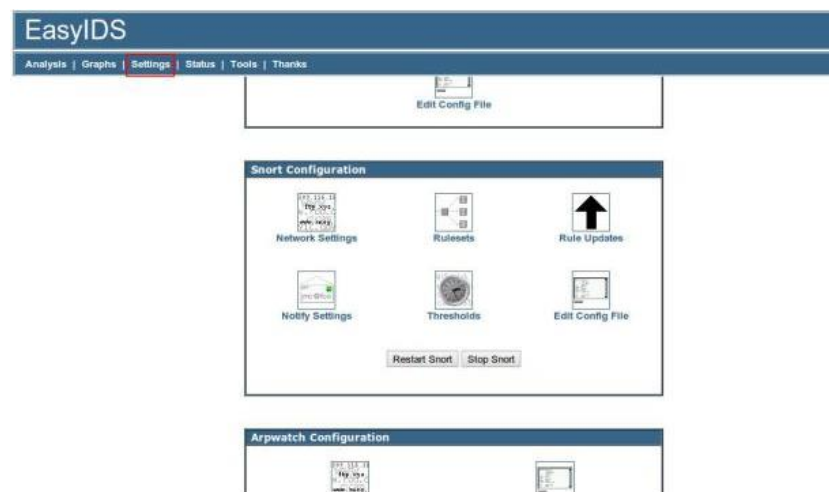 EasyIDS
Analysis | Graphs | Settings | Status | Tools | Thanks
Edit Config File
Snort Configuration
Network Settings
Rulesets
Rule Updates
Notify Settings
Thresholds
Edit Config File
Restart Snort
Stop Snort
Arpwatch Configuration